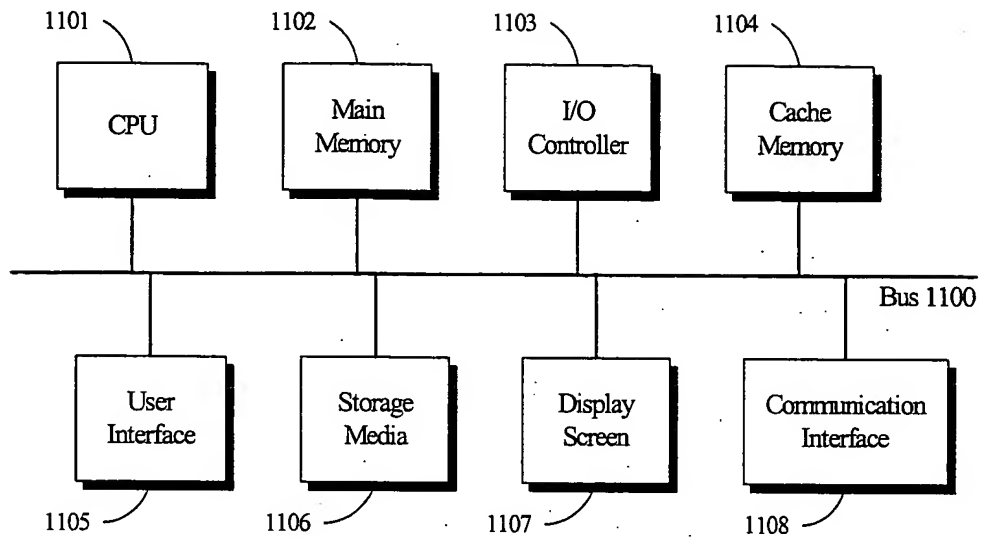 1101
1102
1103
1104
CPU
Main
Memory
I/O
Controller
Cache
Memory
Bus 1100
User
Interface
Storage
Media
Display
Screen
Communication
Interface
1105
1106
1107
1108